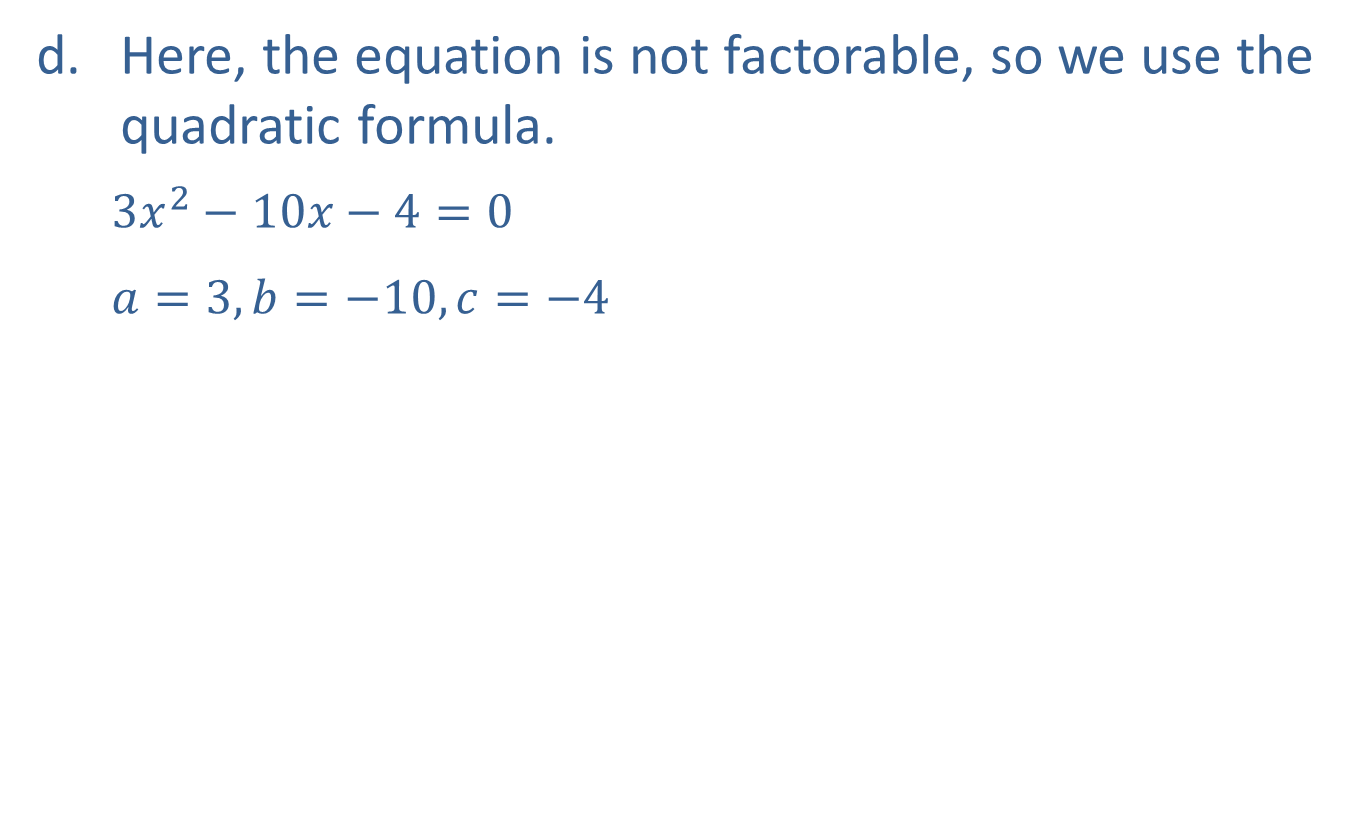 d. Here, the equation is not factorable, so we use the
quadratic formula.
3x² − 10x − 4 = 0
a = 3, b = −10, c = −4